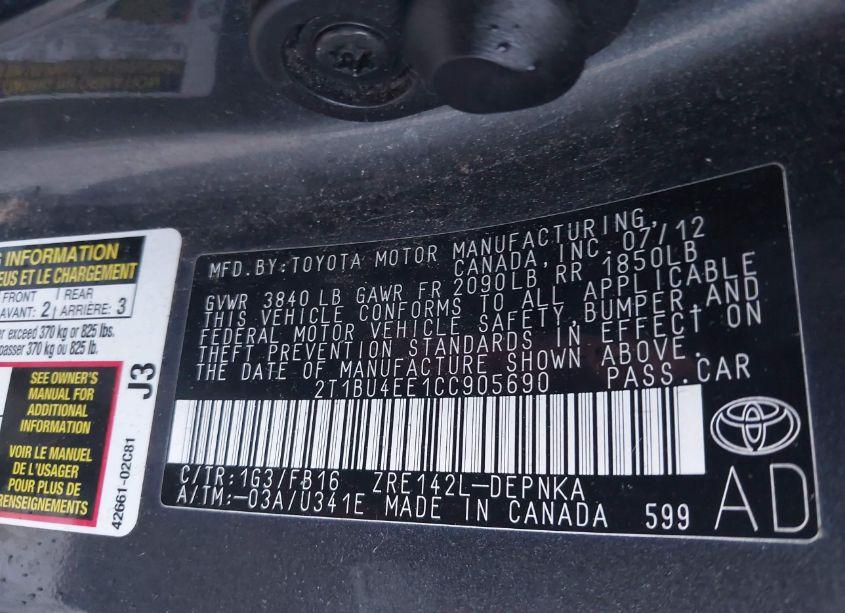 G INFORMATION
EUS ET LE CHARGEMENT
FRONT
AVANT: 2
REAR
ARRIÈRE: 3
exceed 370 kg or 825 lbs.
passer 370 kg ou 825 lb.
SEE OWNER'S
MANUAL FOR
ADDITIONAL
INFORMATION
VOIR LE MANUEL
DE L'USAGER
POUR PLUS DE
RENSEIGNEMENTS
J3
42661-02C81
MFD.BY:TOYOTA MOTOR MANUFACTURING,
CANADA,INC. 07/12
GVWR 3840 LB GAWR FR 2090LB RR 1850LB
THIS VEHICLE CONFORMS TO ALL APPLICABLE
FEDERAL MOTOR VEHICLE SAFETY,BUMPER,AND
THEFT PREVENTION STANDARDS IN EFFECT ON
THE DATE OF MANUFACTURE SHOWN ABOVE.
2T1BU4EE1CC905690 PASS.CAR
C/TR:1G3/FB16 ZRE142L-DEPNKA
A/TM:-03A/U341E MADE IN CANADA 599
AD